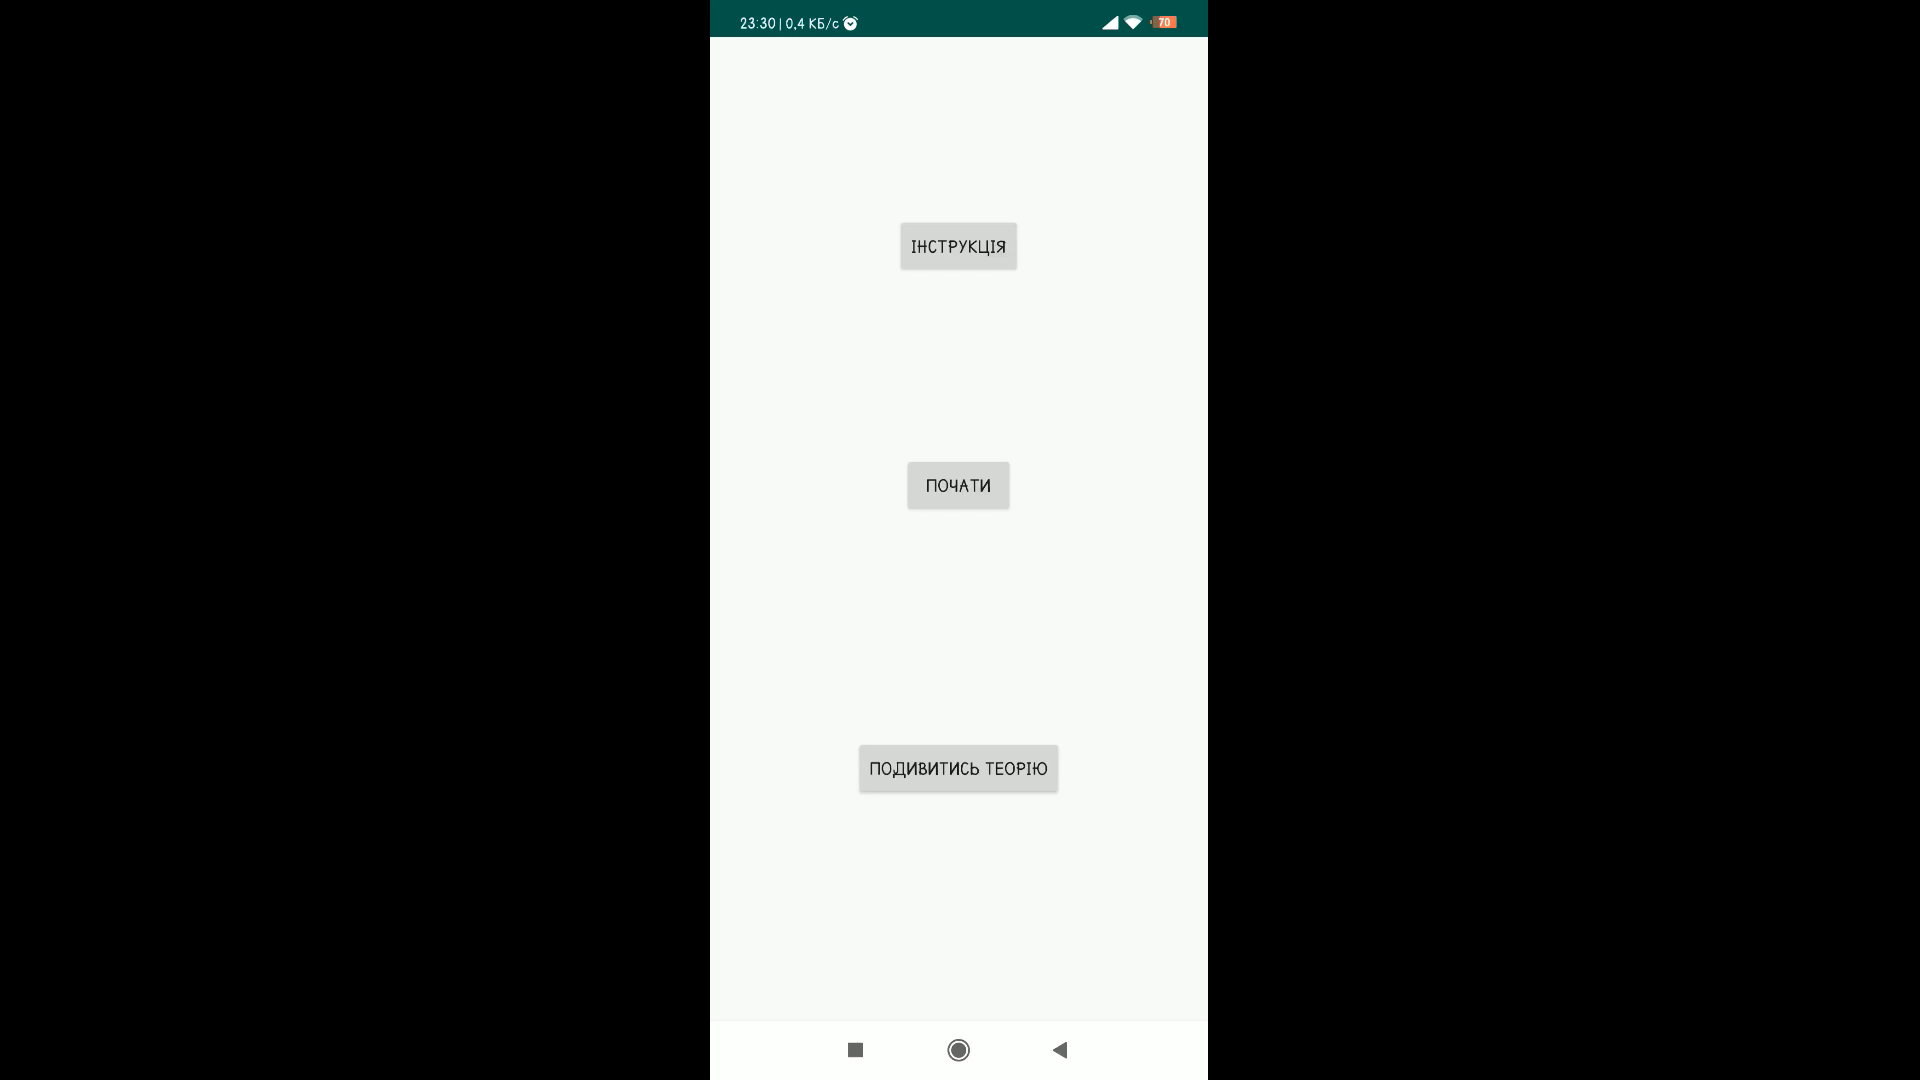 23:30 | 0,4 КБ/с
70
ІНСТРУКЦІЯ
ПОЧАТИ
ПОДИВИТИСЬ ТЕОРІЮ